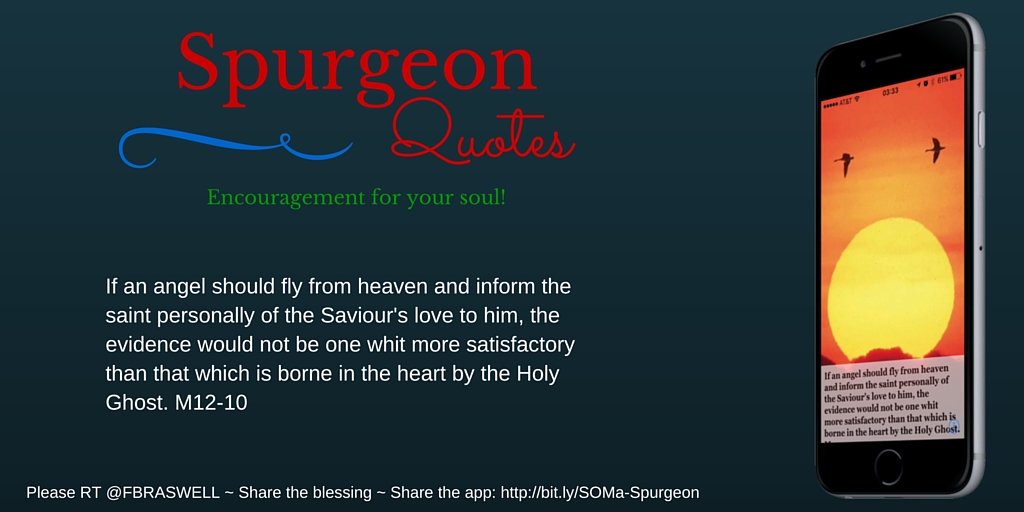 Spurgeon
Quotes
Encouragement for your soul!
If an angel should fly from heaven and inform the
saint personally of the Saviour's love to him, the
evidence would not be one whit more satisfactory
than that which is borne in the heart by the Holy
Ghost. M12-10
Please RT @FBRASWELL ~ Share the blessing ~ Share the app: http://bit.ly/SOMa-Spurgeon
AT&T 03:33 61%
If an angel should fly from heaven
and inform the saint personally of
the Saviour's love to him, the
evidence would not be one whit
more satisfactory than that which is
borne in the heart by the Holy Ghost.